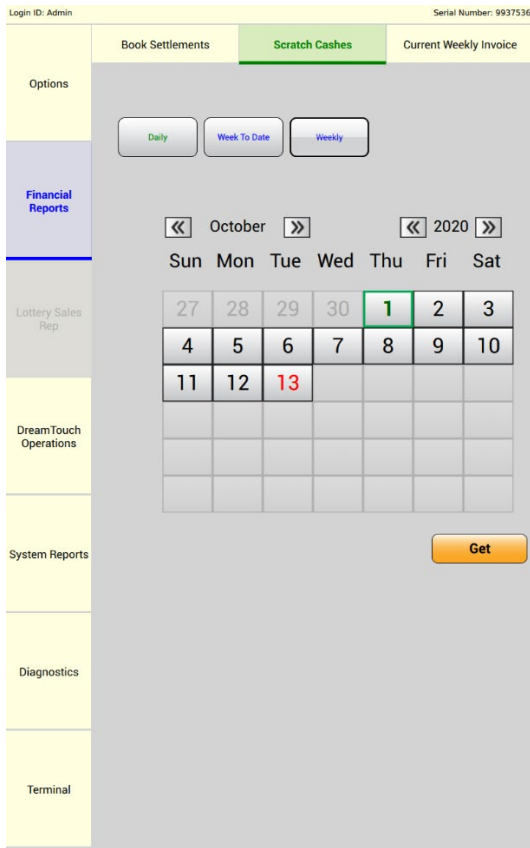 Login ID: Admin
Serial Number: 9937536
Book Settlements
Scratch Cashes
Current Weekly Invoice
Options
Daily
Week To Date
Weekly
Financial
Reports
« October »
« 2020 »
Sun Mon Tue Wed Thu Fri Sat
27 28 29 30 1 2 3
4 5 6 7 8 9 10
11 12 13
Lottery Sales
Rep
DreamTouch
Operations
Get
System Reports
Diagnostics
Terminal